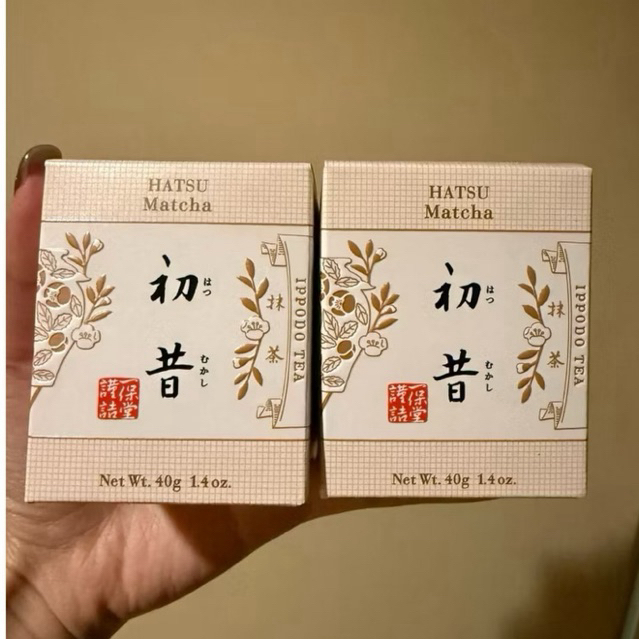 HATSU
Matcha
初昔
はつ
むかし
抹茶
IPPODO TEA
一保堂
謹詰
Net Wt. 40g 1.4 oz.
HATSU
Matcha
初昔
はつ
むかし
抹茶
IPPODO TEA
一保堂
謹詰
Net Wt. 40g 1.4 oz.